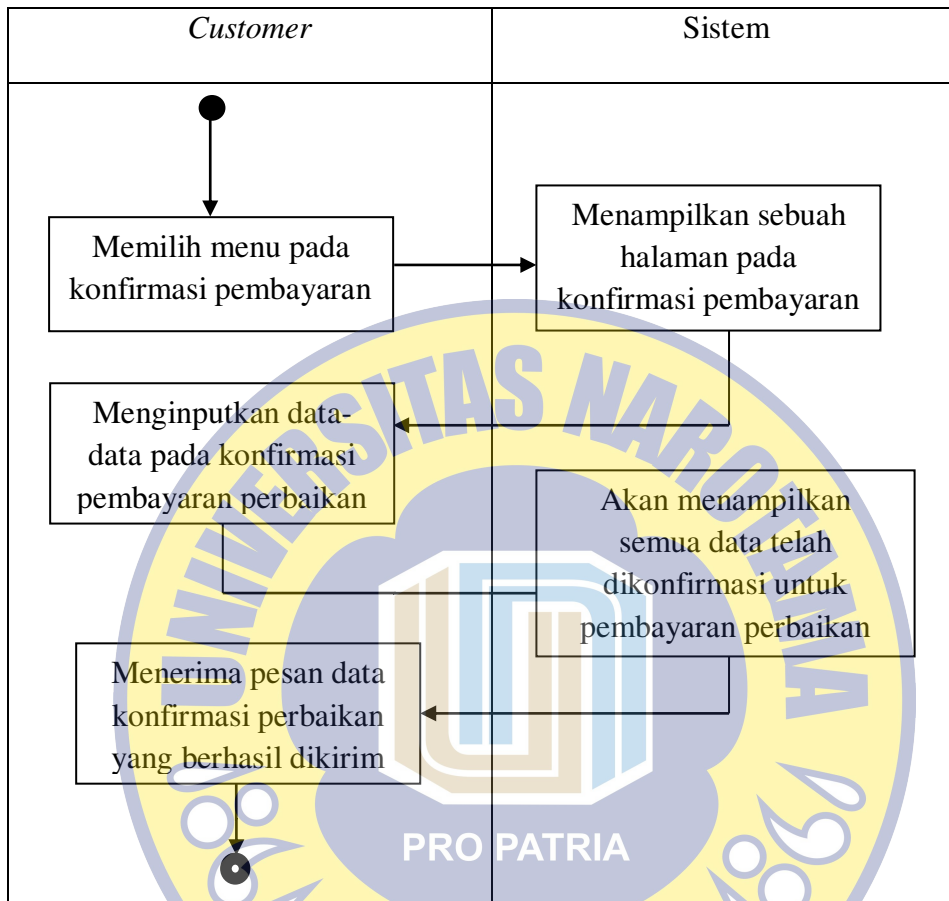 Customer
Sistem
Memilih menu pada
konfirmasi pembayaran
Menampilkan sebuah
halaman pada
konfirmasi pembayaran
Menginputkan data-
data pada konfirmasi
pembayaran perbaikan
Akan menampilkan
semua data telah
dikonfirmasi untuk
pembayaran perbaikan
Menerima pesan data
konfirmasi perbaikan
yang berhasil dikirim
UNIVERSITAS NAROTAMA
PRO PATRIA